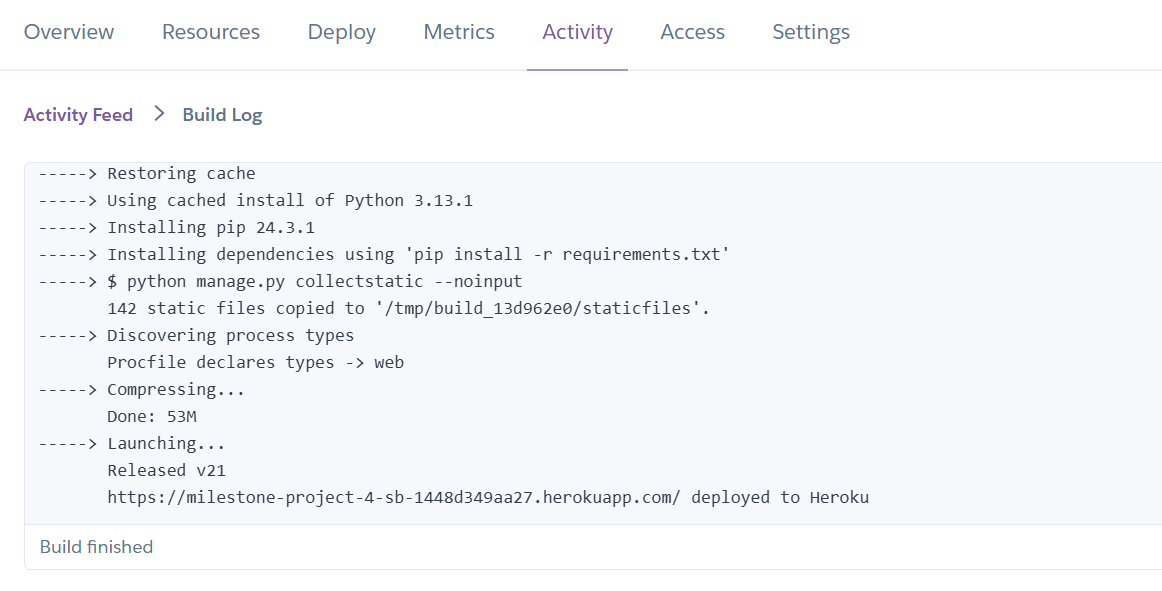 Overview Resources Deploy Metrics Activity Access Settings
Activity Feed > Build Log
-----> Restoring cache
-----> Using cached install of Python 3.13.1
-----> Installing pip 24.3.1
-----> Installing dependencies using 'pip install -r requirements.txt'
-----> $ python manage.py collectstatic --noinput
       142 static files copied to '/tmp/build_13d962e0/staticfiles'.
-----> Discovering process types
       Procfile declares types -> web
-----> Compressing...
       Done: 53M
-----> Launching...
       Released v21
       https://milestone-project-4-sb-1448d349aa27.herokuapp.com/ deployed to Heroku
Build finished